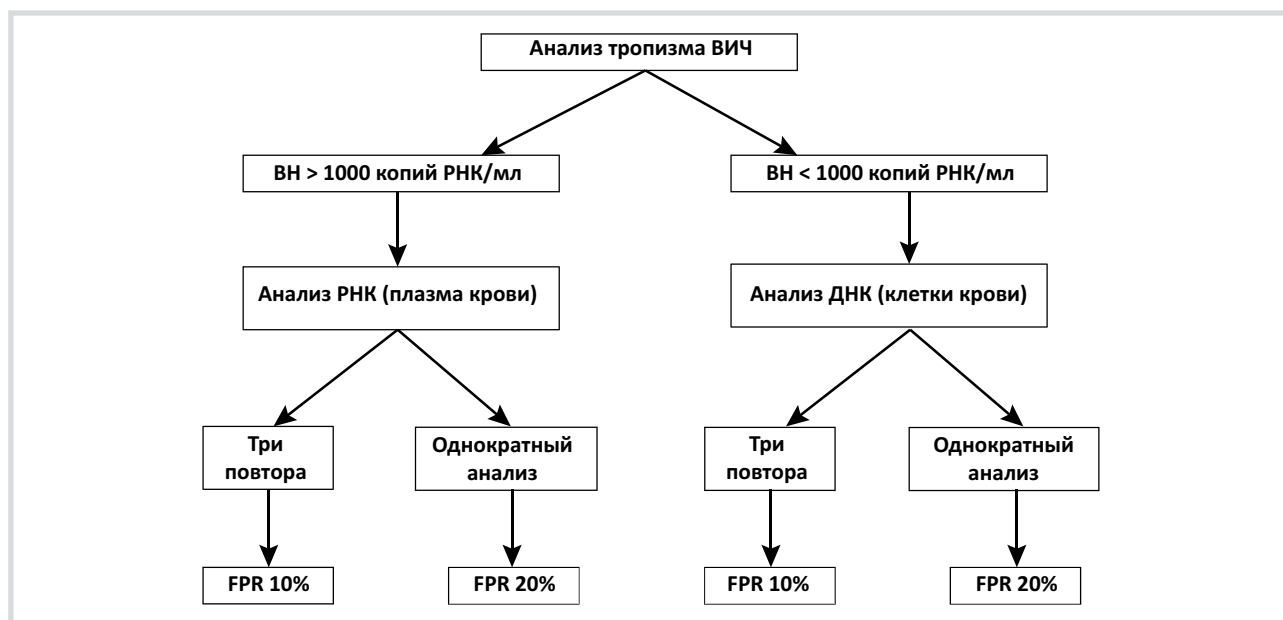 Анализ тропизма ВИЧ
ВН > 1000 копий РНК/мл
ВН < 1000 копий РНК/мл
Анализ РНК (плазма крови)
Анализ ДНК (клетки крови)
Три
повтора
Однократный
анализ
Три
повтора
Однократный
анализ
FPR 10%
FPR 20%
FPR 10%
FPR 20%